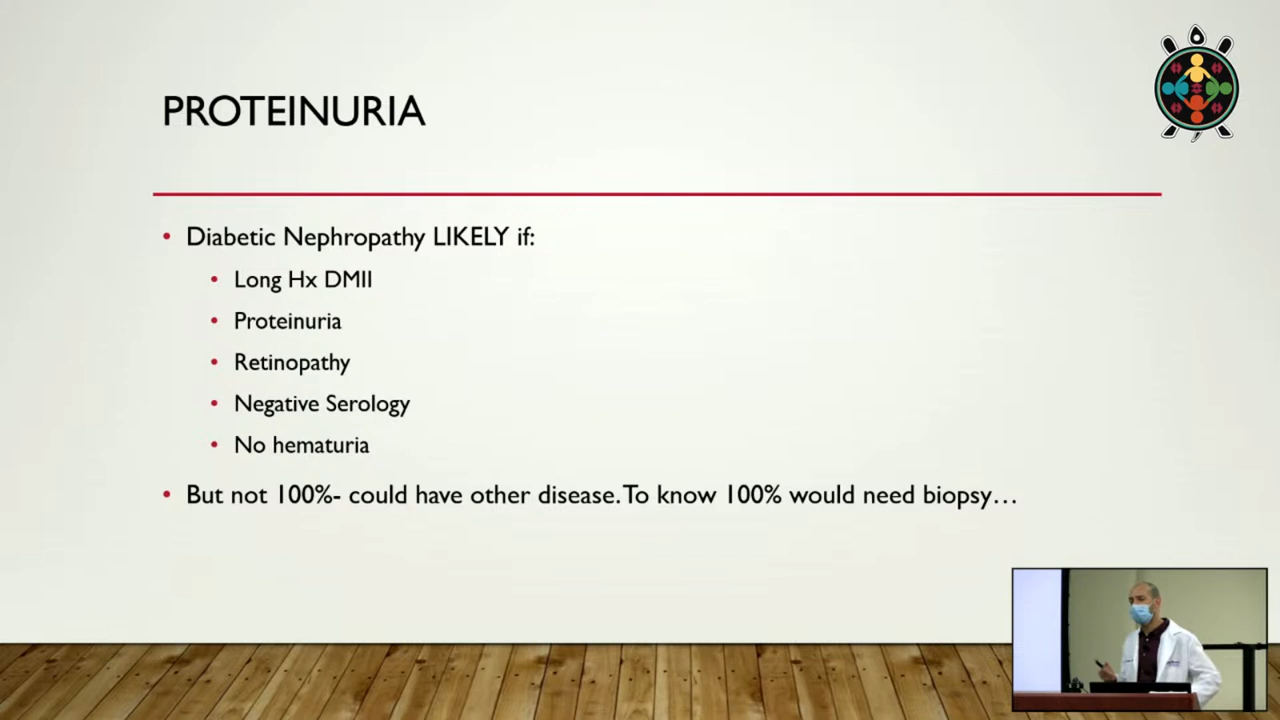 PROTEINURIA
• Diabetic Nephropathy LIKELY if:
• Long Hx DMII
• Proteinuria
• Retinopathy
• Negative Serology
• No hematuria
• But not 100%- could have other disease. To know 100% would need biopsy…